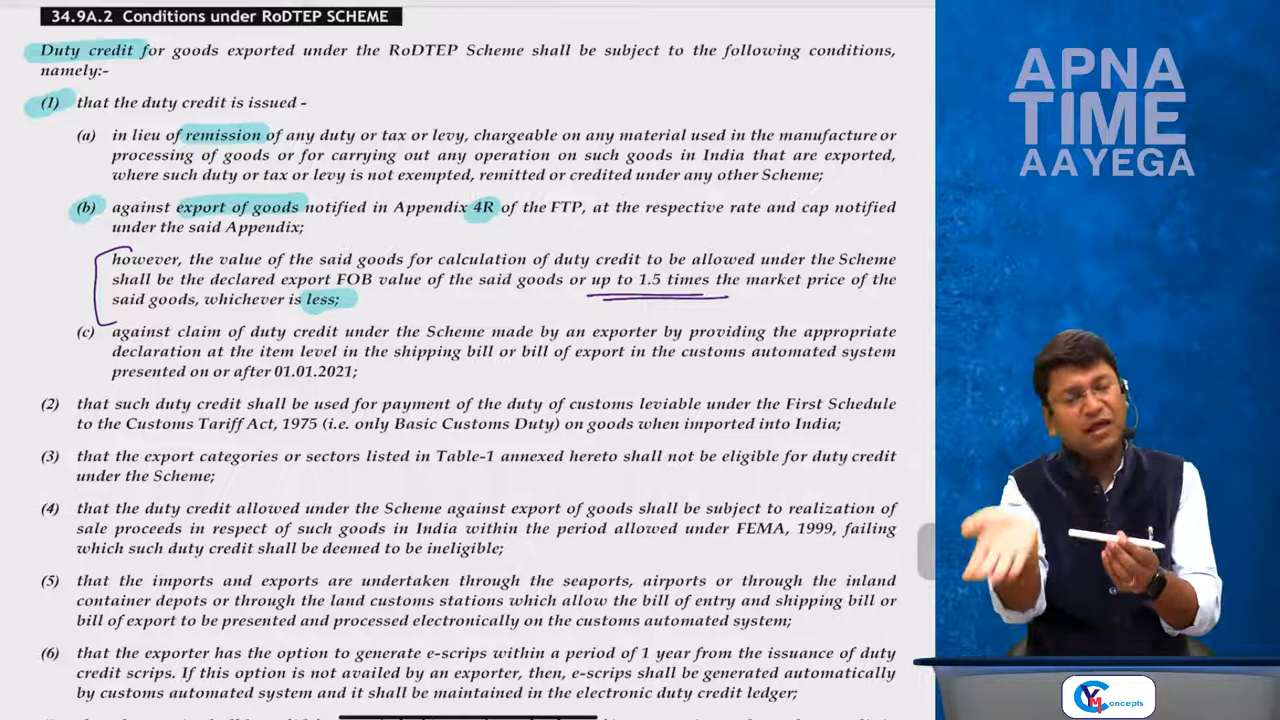 34.9A.2 Conditions under RoDTEP SCHEME
Duty credit for goods exported under the RoDTEP Scheme shall be subject to the following conditions,
namely:-
(1) that the duty credit is issued -
(a) in lieu of remission of any duty or tax or levy, chargeable on any material used in the manufacture or
processing of goods or for carrying out any operation on such goods in India that are exported,
where such duty or tax or levy is not exempted, remitted or credited under any other Scheme;
(b) against export of goods notified in Appendix 4R of the FTP, at the respective rate and cap notified
under the said Appendix;
however, the value of the said goods for calculation of duty credit to be allowed under the Scheme
shall be the declared export FOB value of the said goods or up to 1.5 times the market price of the
said goods, whichever is less;
(c) against claim of duty credit under the Scheme made by an exporter by providing the appropriate
declaration at the item level in the shipping bill or bill of export in the customs automated system
presented on or after 01.01.2021;
(2) that such duty credit shall be used for payment of the duty of customs leviable under the First Schedule
to the Customs Tariff Act, 1975 (i.e. only Basic Customs Duty) on goods when imported into India;
(3) that the export categories or sectors listed in Table-1 annexed hereto shall not be eligible for duty credit
under the Scheme;
(4) that the duty credit allowed under the Scheme against export of goods shall be subject to realization of
sale proceeds in respect of such goods in India within the period allowed under FEMA, 1999, failing
which such duty credit shall be deemed to be ineligible;
(5) that the imports and exports are undertaken through the seaports, airports or through the inland
container depots or through the land customs stations which allow the bill of entry and shipping bill or
bill of export to be presented and processed electronically on the customs automated system;
(6) that the exporter has the option to generate e-scrips within a period of 1 year from the issuance of duty
credit scrips. If this option is not availed by an exporter, then, e-scrips shall be generated automatically
by customs automated system and it shall be maintained in the electronic duty credit ledger;
APNA
TIME
AAYEGA
YM Concepts